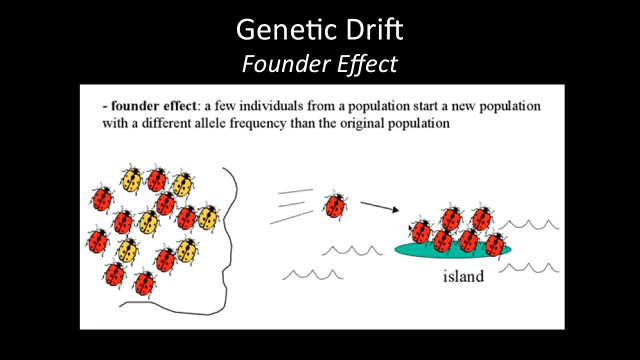 Genetic Drift
Founder Effect
- founder effect: a few individuals from a population start a new population
with a different allele frequency than the original population
island